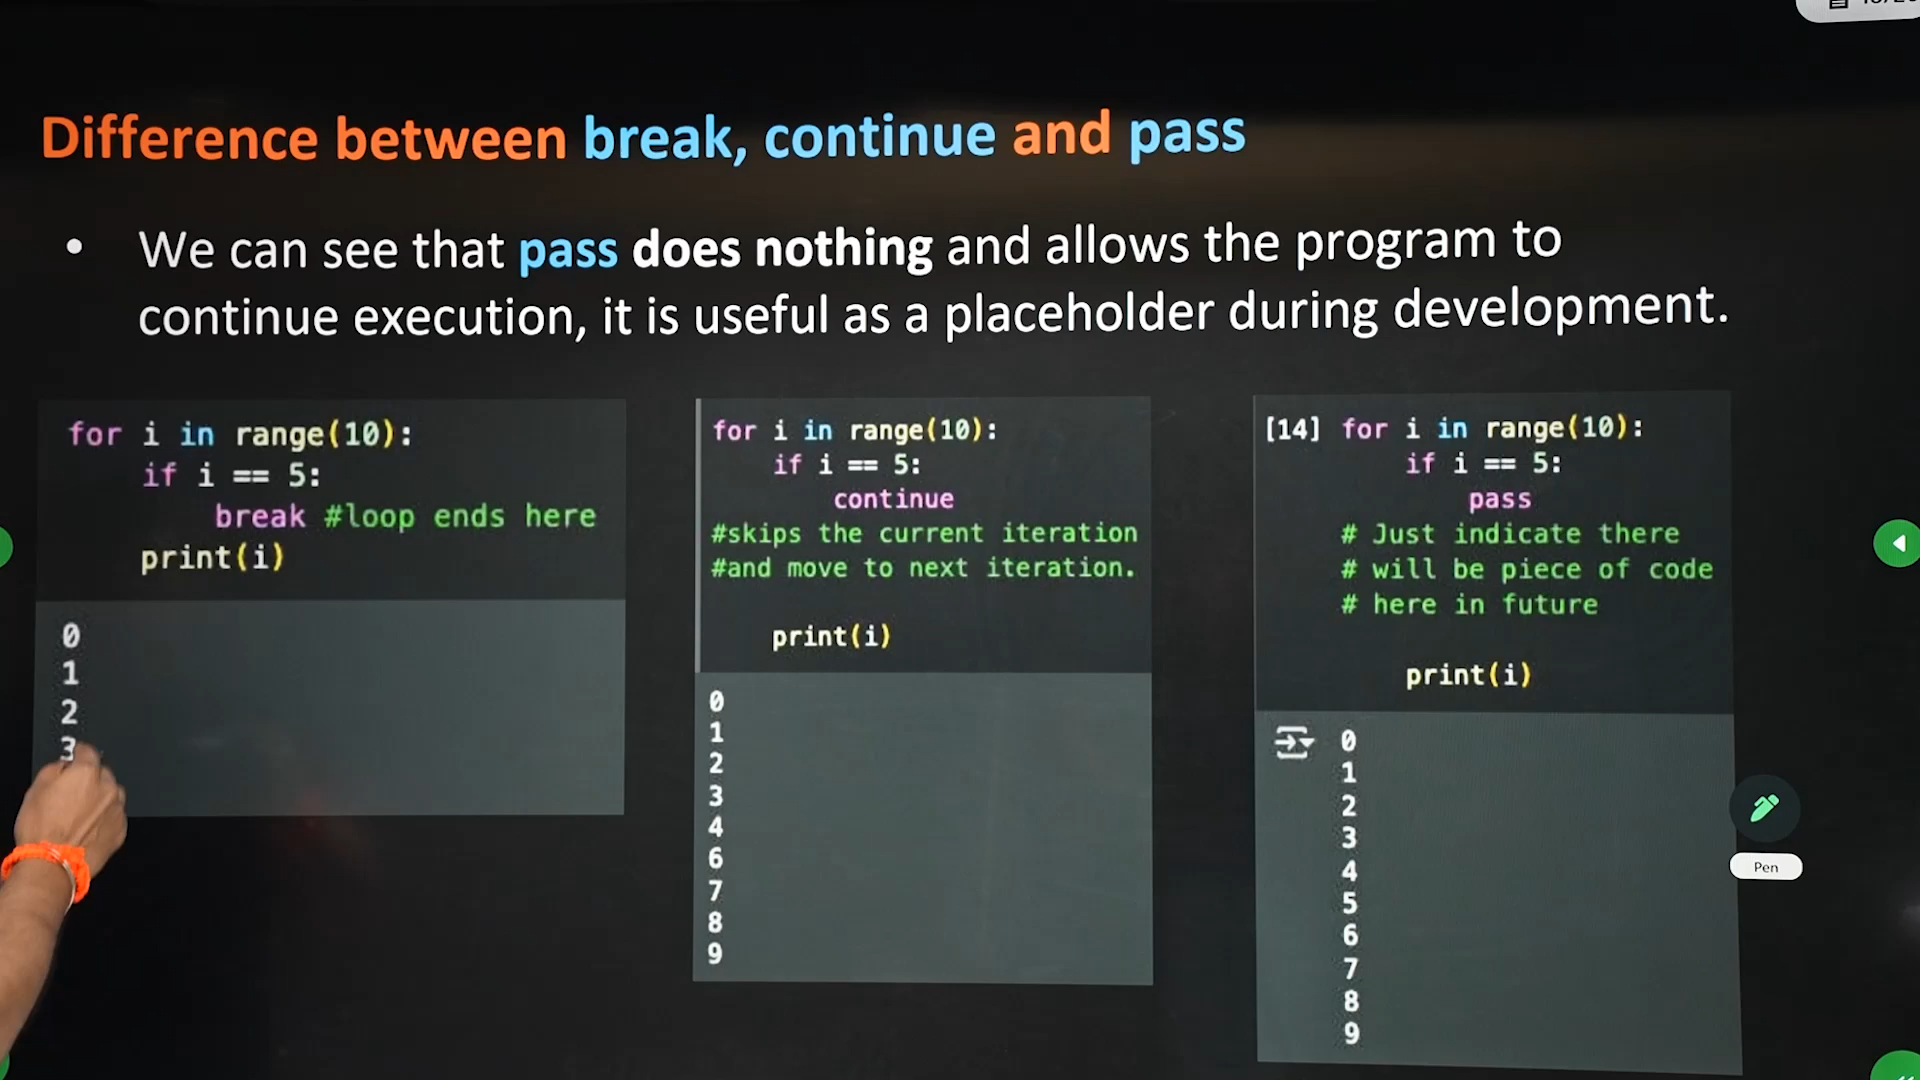 Difference between break, continue and pass
• We can see that pass does nothing and allows the program to
continue execution, it is useful as a placeholder during development.
for i in range(10):
    if i == 5:
        break #loop ends here
    print(i)
0
1
2
3
for i in range(10):
    if i == 5:
        continue
#skips the current iteration
#and move to next iteration.
    print(i)
0
1
2
3
4
6
7
8
9
[14] for i in range(10):
    if i == 5:
        pass
# Just indicate there
# will be piece of code
# here in future
    print(i)
0
1
2
3
4
5
6
7
8
9
Pen